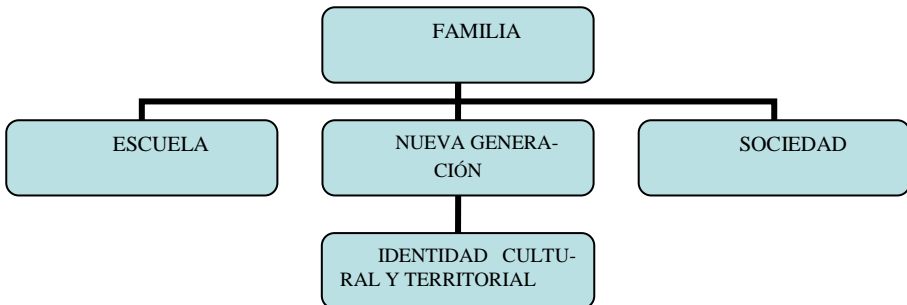 FAMILIA
ESCUELA
NUEVA GENERA-
CIÓN
SOCIEDAD
IDENTIDAD CULTU-
RAL Y TERRITORIAL